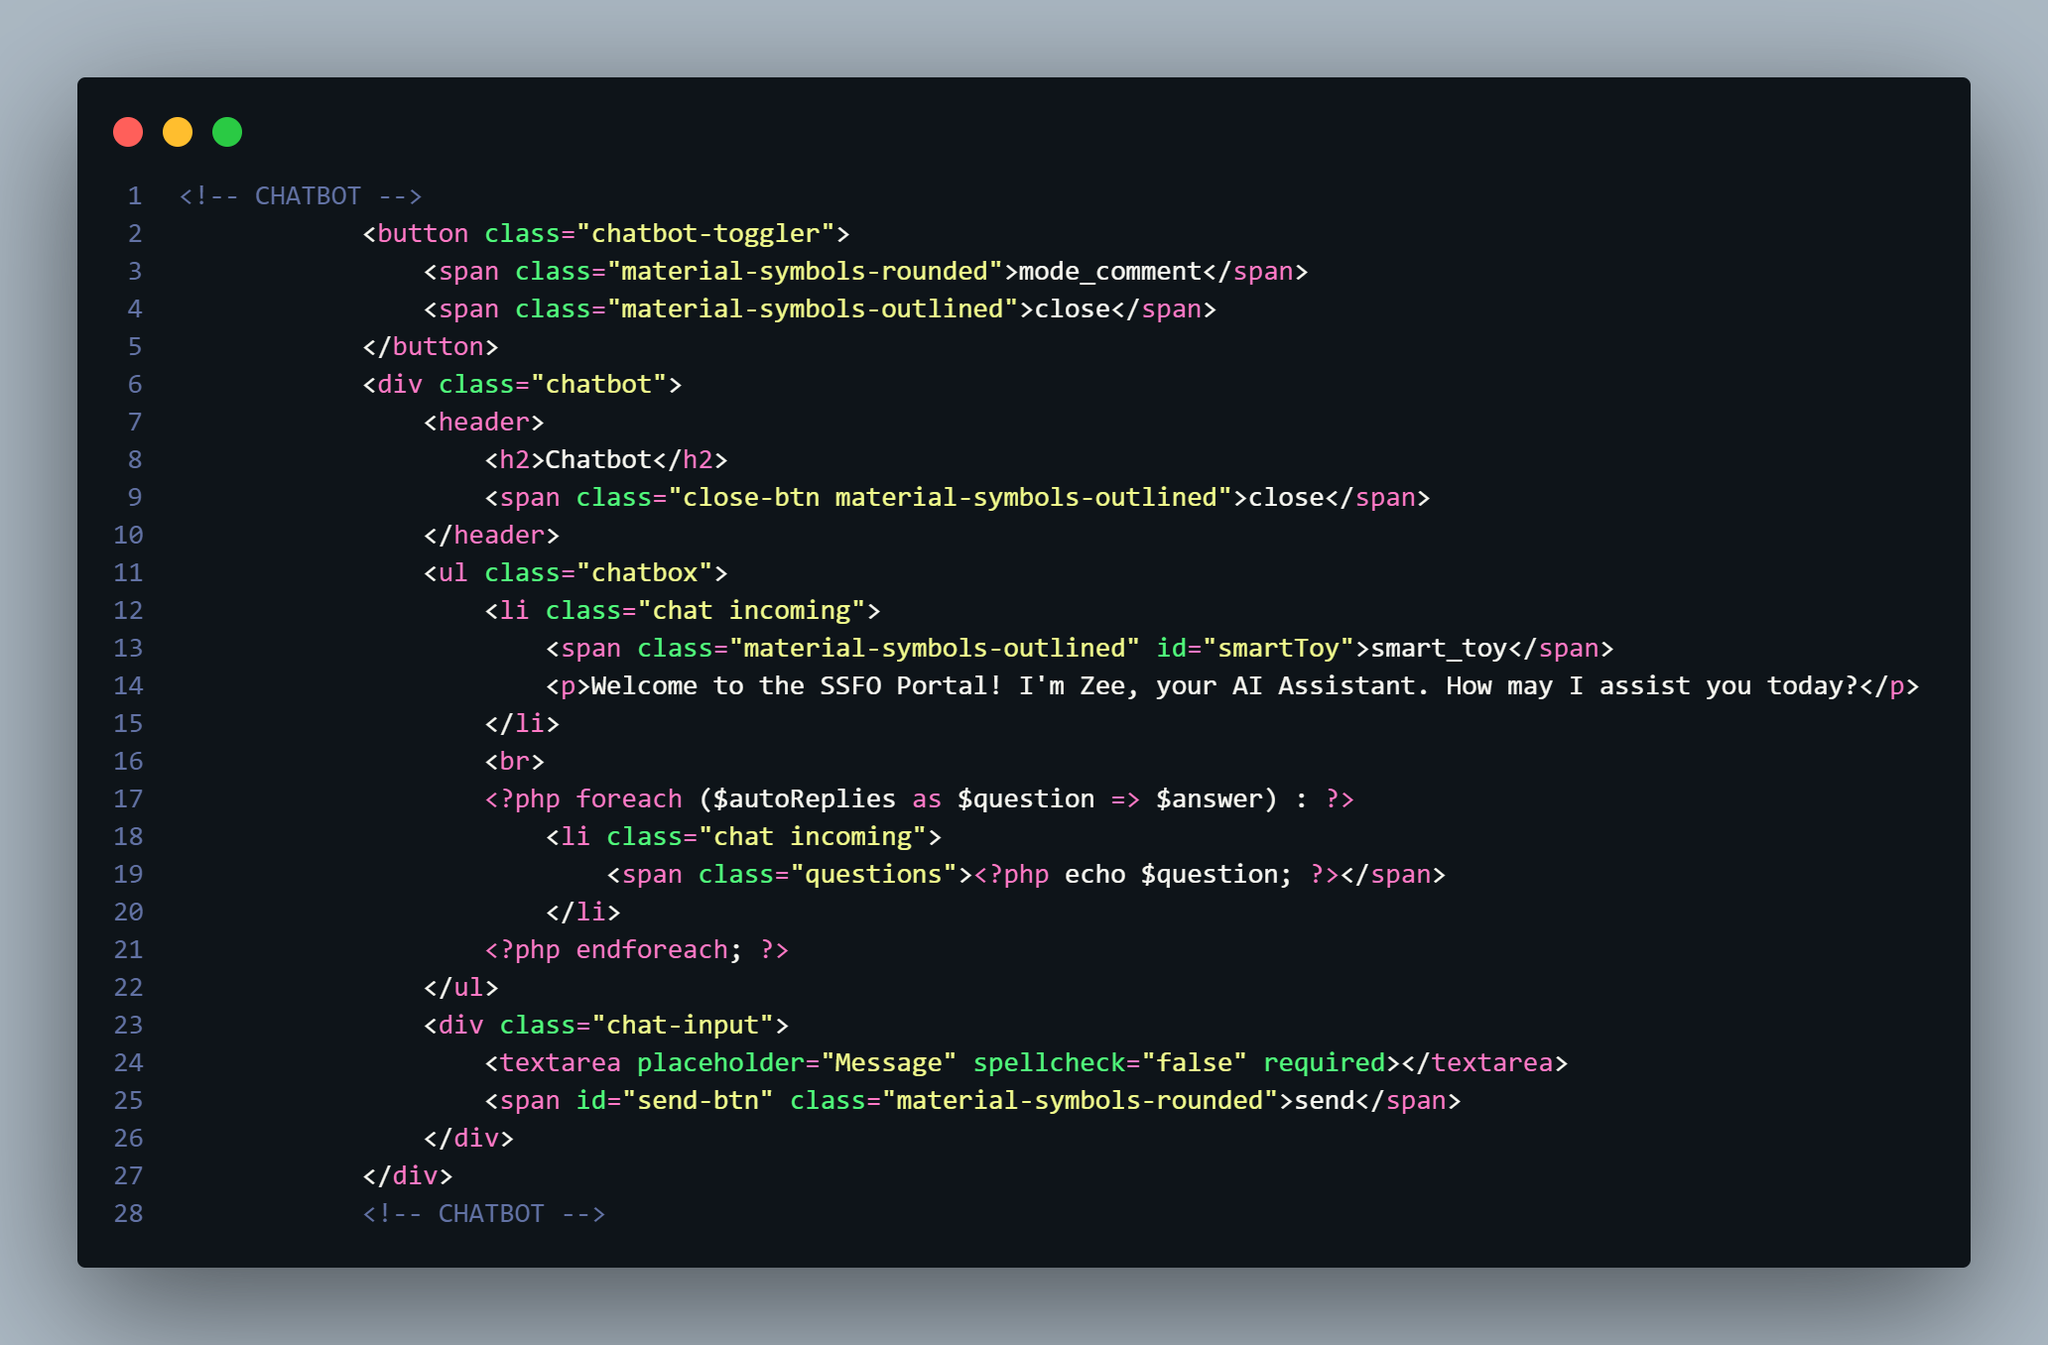 1 <!-- CHATBOT -->
2             <button class="chatbot-toggler">
3                 <span class="material-symbols-rounded">mode_comment</span>
4                 <span class="material-symbols-outlined">close</span>
5             </button>
6             <div class="chatbot">
7                 <header>
8                     <h2>Chatbot</h2>
9                     <span class="close-btn material-symbols-outlined">close</span>
10                 </header>
11                 <ul class="chatbox">
12                     <li class="chat incoming">
13                         <span class="material-symbols-outlined" id="smartToy">smart_toy</span>
14                         <p>Welcome to the SSFO Portal! I'm Zee, your AI Assistant. How may I assist you today?</p>
15                     </li>
16                     <br>
17                     <?php foreach ($autoReplies as $question => $answer) : ?>
18                         <li class="chat incoming">
19                             <span class="questions"><?php echo $question; ?></span>
20                         </li>
21                     <?php endforeach; ?>
22                 </ul>
23                 <div class="chat-input">
24                     <textarea placeholder="Message" spellcheck="false" required></textarea>
25                     <span id="send-btn" class="material-symbols-rounded">send</span>
26                 </div>
27             </div>
28             <!-- CHATBOT -->